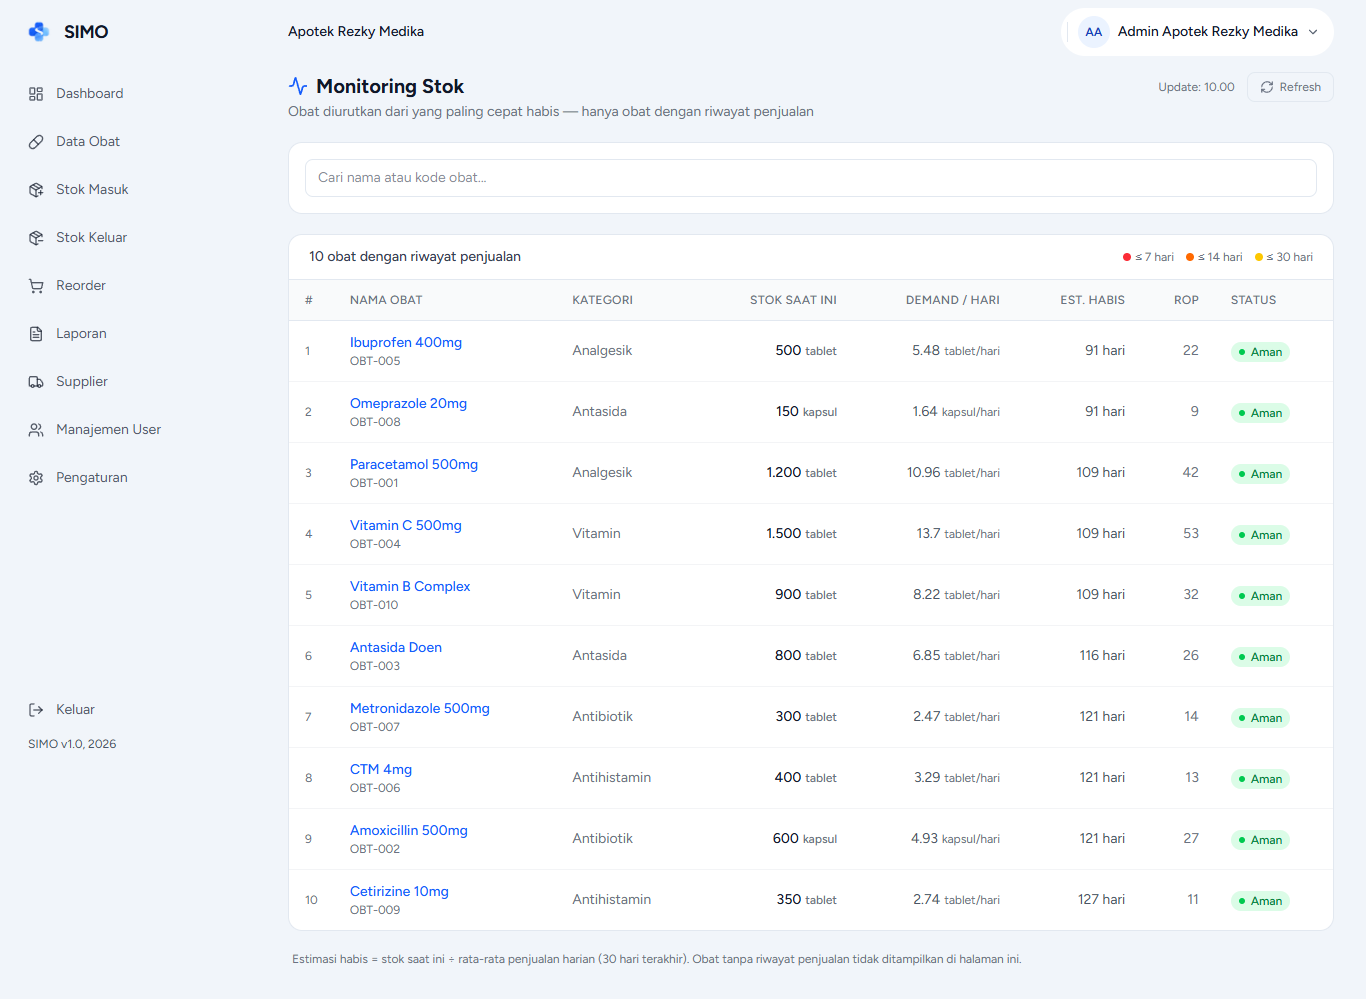 SIMO
Apotek Rezky Medika
AA Admin Apotek Rezky Medika
Dashboard
Data Obat
Stok Masuk
Stok Keluar
Reorder
Laporan
Supplier
Manajemen User
Pengaturan
Keluar
SIMO v1.0, 2026
Monitoring Stok
Update: 10.00 Refresh
Obat diurutkan dari yang paling cepat habis — hanya obat dengan riwayat penjualan
Cari nama atau kode obat...
10 obat dengan riwayat penjualan ≤ 7 hari ≤ 14 hari ≤ 30 hari
# NAMA OBAT KATEGORI STOK SAAT INI DEMAND / HARI EST. HABIS ROP STATUS
1 Ibuprofen 400mg Analgesik 500 tablet 5.48 tablet/hari 91 hari 22 Aman
OBT-005
2 Omeprazole 20mg Antasida 150 kapsul 1.64 kapsul/hari 91 hari 9 Aman
OBT-008
3 Paracetamol 500mg Analgesik 1.200 tablet 10.96 tablet/hari 109 hari 42 Aman
OBT-001
4 Vitamin C 500mg Vitamin 1.500 tablet 13.7 tablet/hari 109 hari 53 Aman
OBT-004
5 Vitamin B Complex Vitamin 900 tablet 8.22 tablet/hari 109 hari 32 Aman
OBT-010
6 Antasida Doen Antasida 800 tablet 6.85 tablet/hari 116 hari 26 Aman
OBT-003
7 Metronidazole 500mg Antibiotik 300 tablet 2.47 tablet/hari 121 hari 14 Aman
OBT-007
8 CTM 4mg Antihistamin 400 tablet 3.29 tablet/hari 121 hari 13 Aman
OBT-006
9 Amoxicillin 500mg Antibiotik 600 kapsul 4.93 kapsul/hari 121 hari 27 Aman
OBT-002
10 Cetirizine 10mg Antihistamin 350 tablet 2.74 tablet/hari 127 hari 11 Aman
OBT-009
Estimasi habis = stok saat ini ÷ rata-rata penjualan harian (30 hari terakhir). Obat tanpa riwayat penjualan tidak ditampilkan di halaman ini.